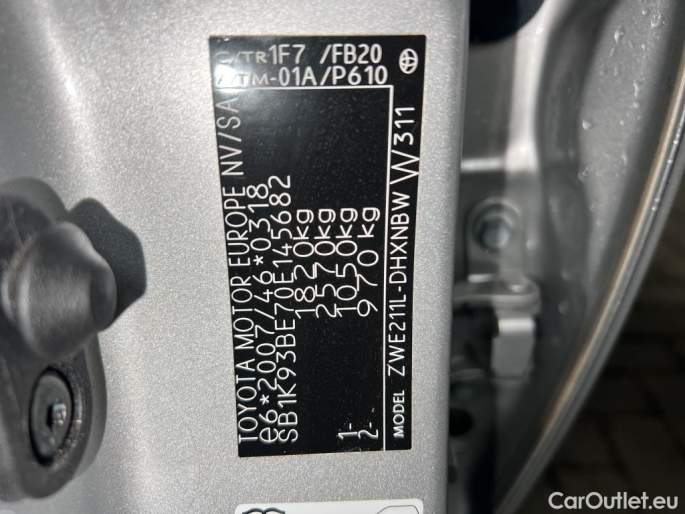 TOYOTA MOTOR EUROPE NV/SA
e6*2007/46*0318
SB1K93BE70E145682
1820kg
2570kg
1- 1050kg
2- 970kg
MODEL ZWE211L-DHXNBW W311
/TR 1F7 /FB20
/TM -01A/P610
CarOutlet.eu